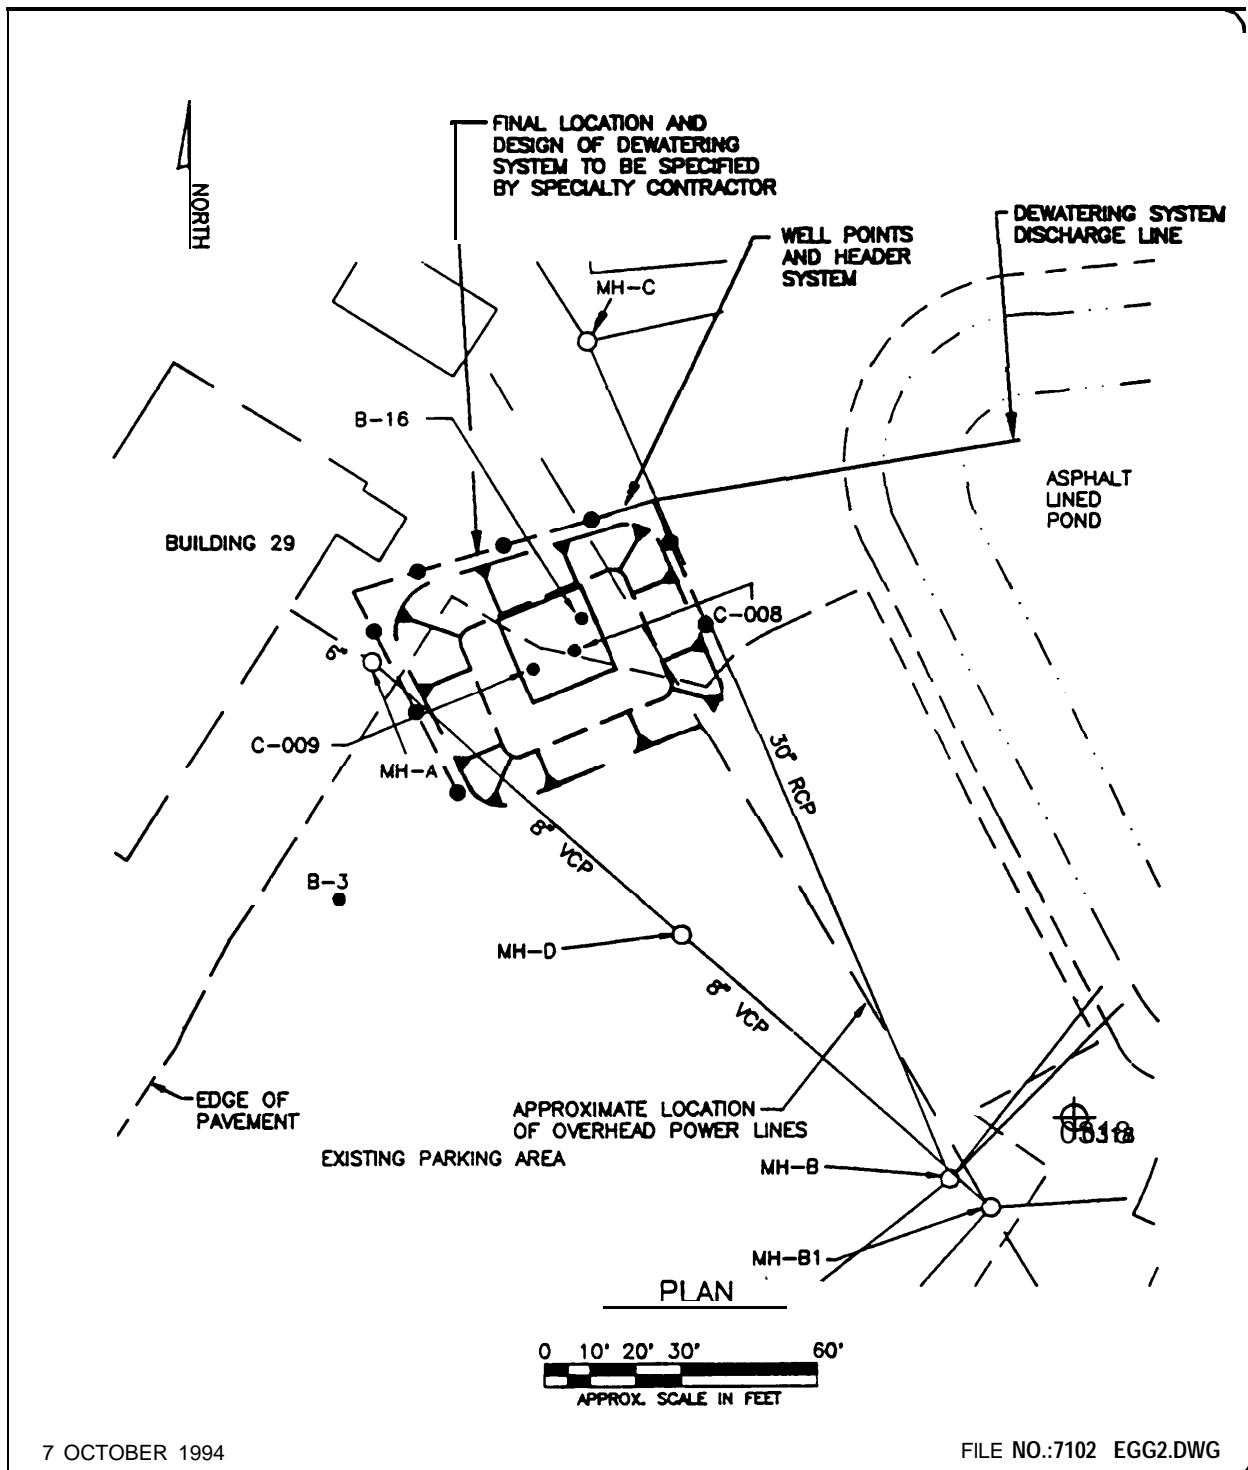 FINAL LOCATION AND
DESIGN OF DEWATERING
SYSTEM TO BE SPECIFIED
BY SPECIALTY CONTRACTOR
NORTH
WELL POINTS
AND HEADER
SYSTEM
DEWATERING SYSTEM
DISCHARGE LINE
MH-C
B-16
ASPHALT
LINED
POND
BUILDING 29
C-008
6"
C-009
MH-A
30" RCP
8" VCP
B-3
MH-D
8" VCP
EDGE OF
PAVEMENT
APPROXIMATE LOCATION
OF OVERHEAD POWER LINES
EXISTING PARKING AREA
MH-B
MH-B1
PLAN
0 10' 20' 30' 60'
APPROX. SCALE IN FEET
7 OCTOBER 1994
FILE NO.:7102 EGG2.DWG